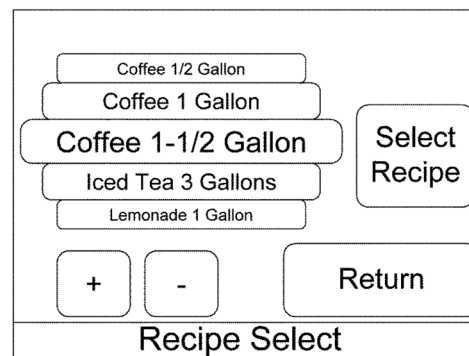 Coffee 1/2 Gallon
Coffee 1 Gallon
Coffee 1-1/2 Gallon
Iced Tea 3 Gallons
Lemonade 1 Gallon
Select
Recipe
+
-
Return
Recipe Select